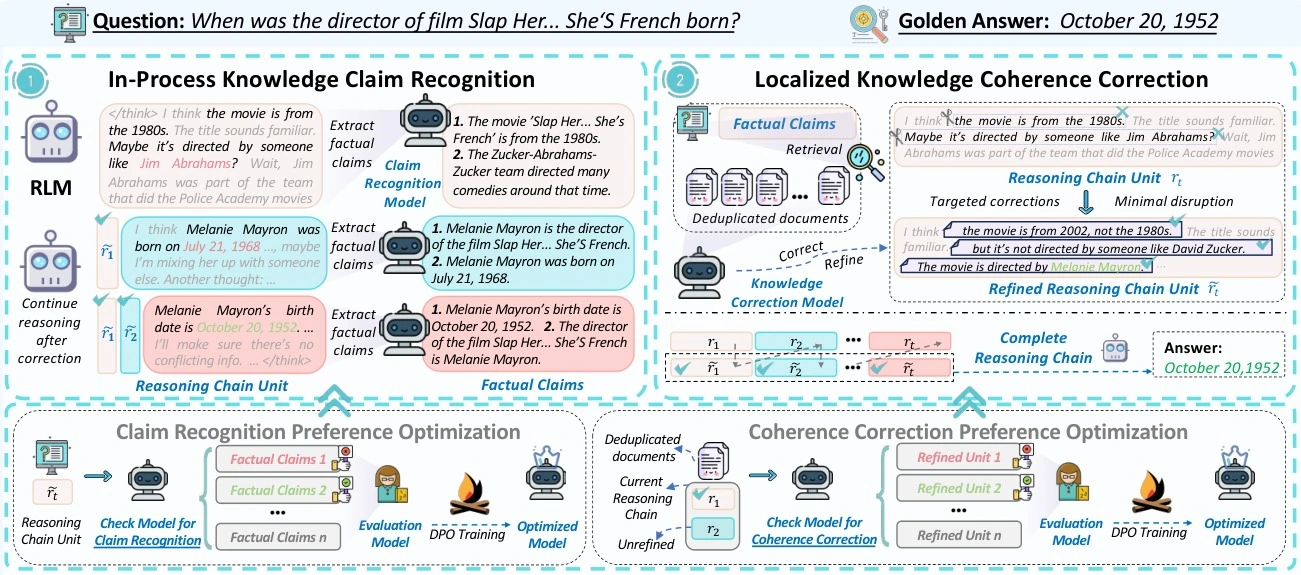 Question: When was the director of film Slap Her... She'S French born?
Golden Answer: October 20, 1952
1
In-Process Knowledge Claim Recognition
RLM
</think> I think the movie is from
the 1980s. The title sounds familiar.
Maybe it's directed by someone
like Jim Abrahams? Wait, Jim
Abrahams was part of the team
that did the Police Academy movies
Extract
factual
claims
Claim
Recognition
Model
1. The movie 'Slap Her... She's
French' is from the 1980s.
2. The Zucker-Abrahams-
Zucker team directed many
comedies around that time.
r̃1
I think Melanie Mayron was
born on July 21, 1968 ..., maybe
I'm mixing her up with someone
else. Another thought: ...
Extract
factual
claims
1. Melanie Mayron is the director
of the film Slap Her... She'S French.
2. Melanie Mayron was born on
July 21, 1968.
Continue
reasoning
after
correction
r̃1
r̃2
Melanie Mayron's birth
date is October 20, 1952. ...
I'll make sure there's no
conflicting info. ... </think>
Extract
factual
claims
1. Melanie Mayron's birth date is
October 20, 1952. 2. The director
of the film Slap Her... She'S French
is Melanie Mayron.
Reasoning Chain Unit
Factual Claims
2
Localized Knowledge Coherence Correction
Factual Claims
Retrieval
...
Deduplicated documents
Knowledge
Correction Model
Correct
Refine
I think the movie is from the 1980s. The title sounds familiar.
Maybe it's directed by someone like Jim Abrahams? Wait, Jim
Abrahams was part of the team that did the Police Academy movies
Reasoning Chain Unit rt
Targeted corrections
Minimal disruption
I think the movie is from 2002, not the 1980s. The title sounds
familiar. but it's not directed by someone like David Zucker.
The movie is directed by Melanie Mayron. ...
Refined Reasoning Chain Unit r̃t
r1
r2
...
rt
r̃1
r̃2
...
r̃t
Complete
Reasoning Chain
Answer:
October 20,1952
Claim Recognition Preference Optimization
r̃t
Reasoning
Chain Unit
Check Model for
Claim Recognition
Factual Claims 1
Factual Claims 2
...
Factual Claims n
Evaluation
Model
DPO Training
Optimized
Model
Coherence Correction Preference Optimization
Deduplicated
documents
Current
Reasoning
Chain
Unrefined
r1
r2
Check Model for
Coherence Correction
Refined Unit 1
Refined Unit 2
...
Refined Unit n
Evaluation
Model
DPO Training
Optimized
Model